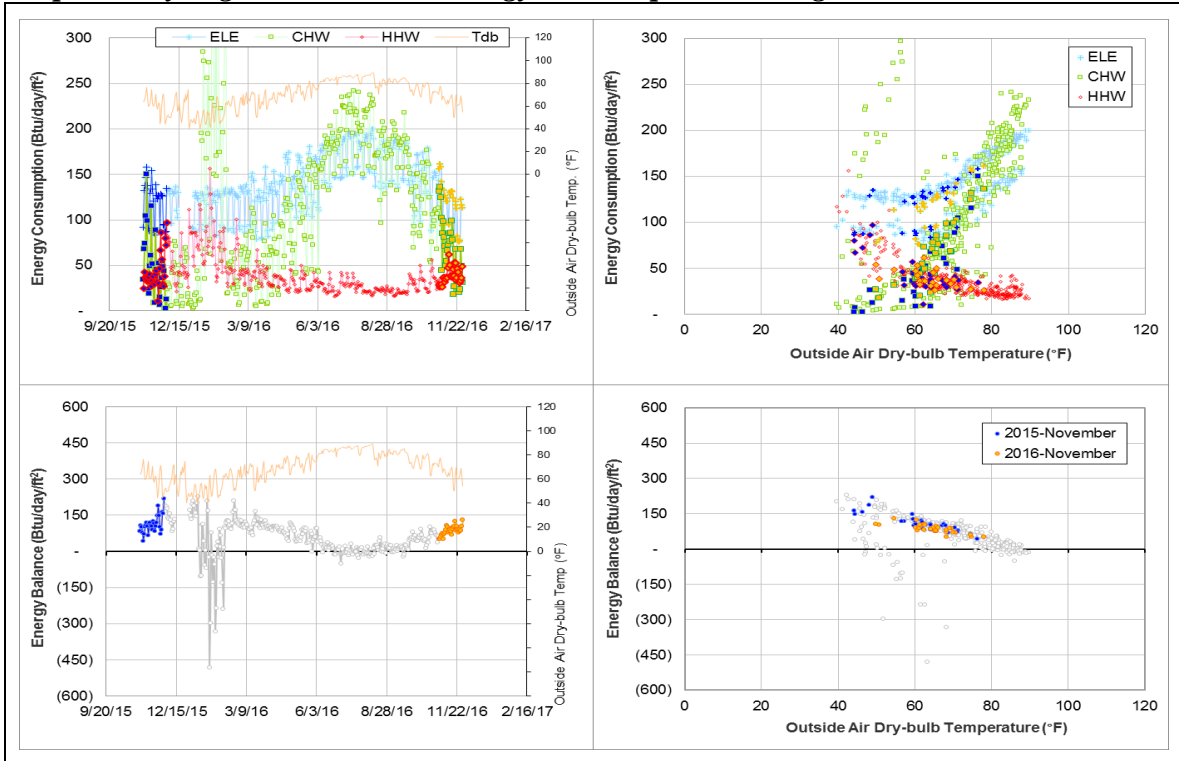 ELE CHW HHW Tdb
Energy Consumption (Btu/day/ft²)
300
250
200
150
100
50
-
120
100
80
60
40
20
0
Outside Air Dry-bulb Temp. (°F)
9/20/15 12/15/15 3/9/16 6/3/16 8/28/16 11/22/16 2/16/17
Energy Consumption (Btu/day/ft²)
300
250
200
150
100
50
-
ELE
CHW
HHW
0 20 40 60 80 100 120
Outside Air Dry-bulb Temperature (°F)
Energy Balance (Btu/day/ft²)
600
450
300
150
-
(150)
(300)
(450)
(600)
120
100
80
60
40
20
0
Outside Air Dry-bulb Temp (°F)
9/20/15 12/15/15 3/9/16 6/3/16 8/28/16 11/22/16 2/16/17
Energy Balance (Btu/day/ft²)
600
450
300
150
-
(150)
(300)
(450)
(600)
2015-November
2016-November
0 20 40 60 80 100 120
Outside Air Dry-bulb Temperature (°F)